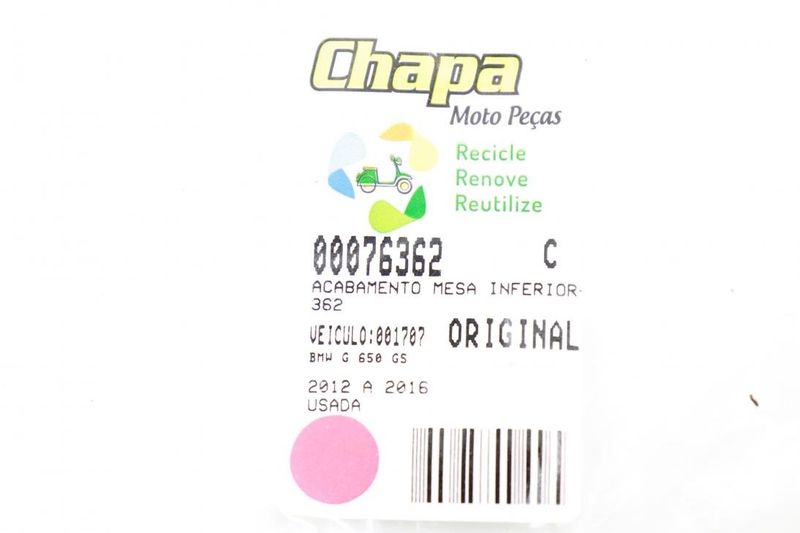 Chapa
Moto Peças
Recicle
Renove
Reutilize
00076362 C
ACABAMENTO MESA INFERIOR-
362
VEICULO:001707 ORIGINAL
BMW G 650 GS
2012 A 2016
USADA